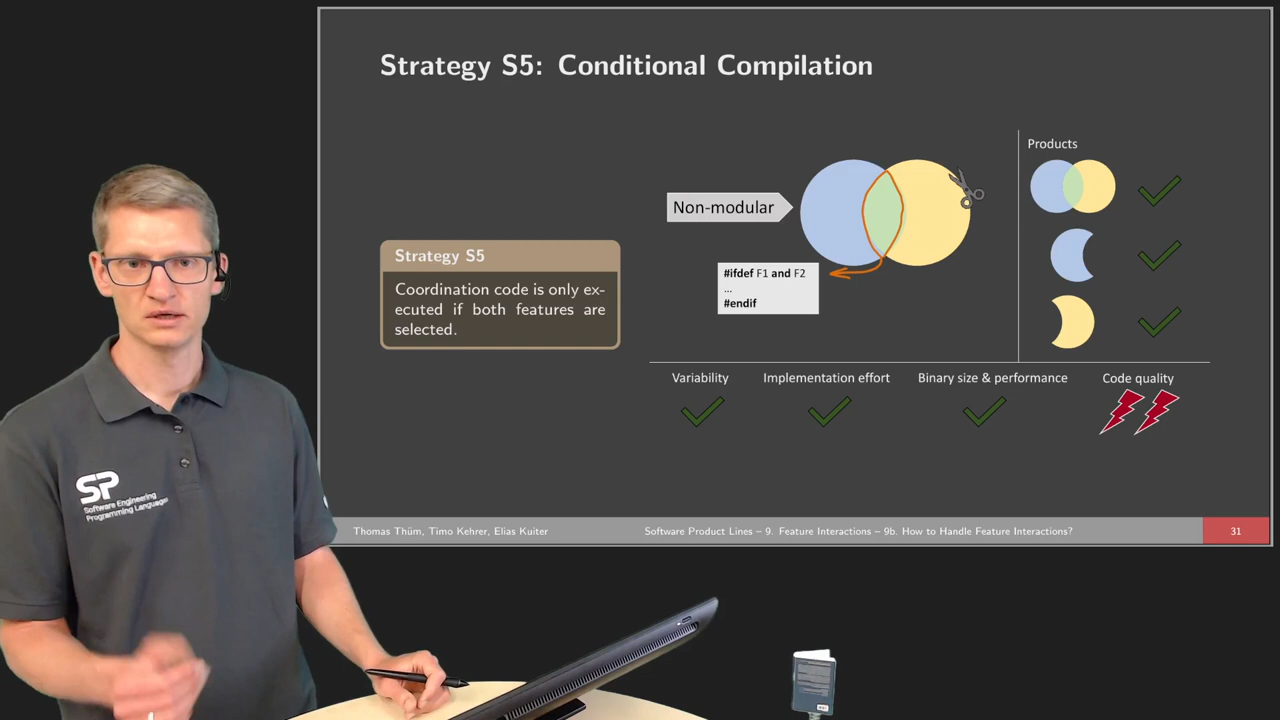 Strategy S5: Conditional Compilation
Products
Non-modular
Strategy S5
Coordination code is only ex-
ecuted if both features are
selected.
#ifdef F1 and F2
...
#endif
Variability
Implementation effort
Binary size & performance
Code quality
SP
Software Engineering
Programming Languages
Thomas Thüm, Timo Kehrer, Elias Kuiter
Software Product Lines – 9. Feature Interactions – 9b. How to Handle Feature Interactions?
31